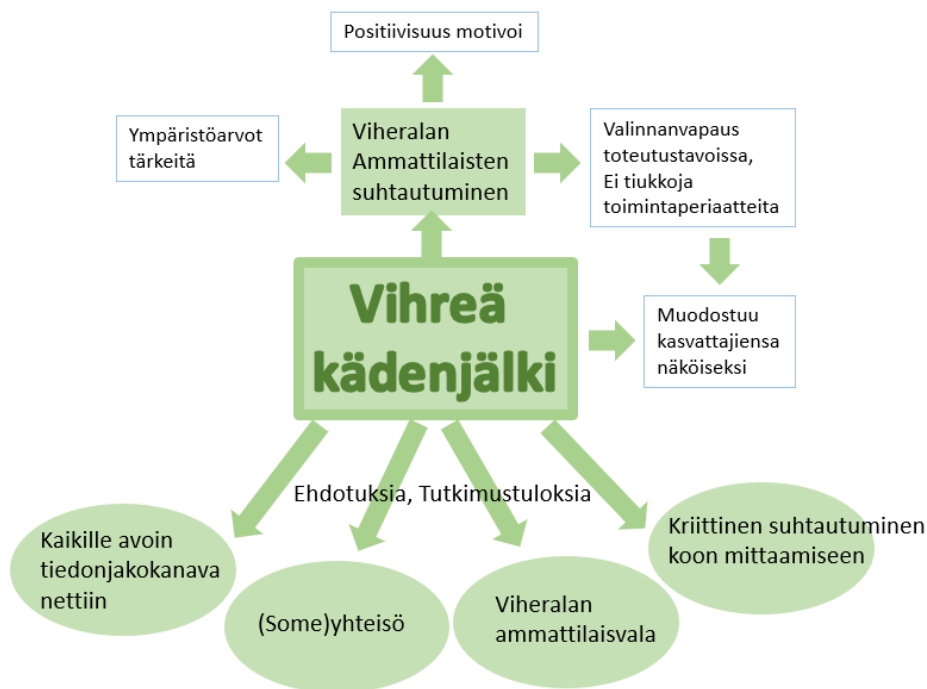 Positiivisuus motivoi
Ympäristöarvot
tärkeitä
Viheralan
Ammattilaisten
suhtautuminen
Valinnanvapaus
toteutustavoissa,
Ei tiukkoja
toimintaperiaatteita
Vihreä
kädenjälki
Muodostuu
kasvattajiensa
näköiseksi
Ehdotuksia, Tutkimustuloksia
Kaikille avoin
tiedonjakokanava
nettiin
(Some)yhteisö
Viheralan
ammattilaisvala
Kriittinen suhtautuminen
koon mittaamiseen